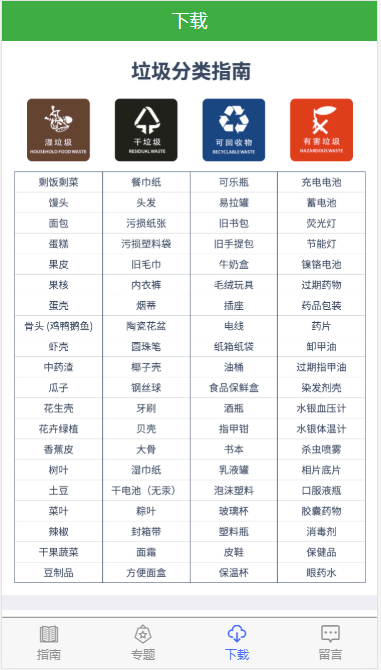 下载
垃圾分类指南
湿垃圾 干垃圾 可回收物 有害垃圾
HOUSEHOLD FOOD WASTE RESIDUAL WASTE RECYCLABLE WASTE HAZARDOUS WASTE
剩饭剩菜 餐巾纸 可乐瓶 充电电池
馒头 头发 易拉罐 蓄电池
面包 污损纸张 旧书包 荧光灯
蛋糕 污损塑料袋 旧手提包 节能灯
果皮 旧毛巾 牛奶盒 镍铬电池
果核 内衣裤 毛绒玩具 过期药物
蛋壳 烟蒂 插座 药品包装
骨头 (鸡鸭鹅鱼) 陶瓷花盆 电线 药片
虾壳 圆珠笔 纸箱纸袋 卸甲油
中药渣 椰子壳 油桶 过期指甲油
瓜子 钢丝球 食品保鲜盒 染发剂壳
花生壳 牙刷 酒瓶 水银血压计
花卉绿植 贝壳 指甲钳 水银体温计
香蕉皮 大骨 书本 杀虫喷雾
树叶 湿巾纸 乳液罐 相片底片
土豆 干电池（无汞） 泡沫塑料 口服液瓶
菜叶 粽叶 玻璃杯 胶囊药物
辣椒 封箱带 塑料瓶 消毒剂
干果蔬菜 面霜 皮鞋 保健品
豆制品 方便面盒 保温杯 眼药水
指南 专题 下载 留言